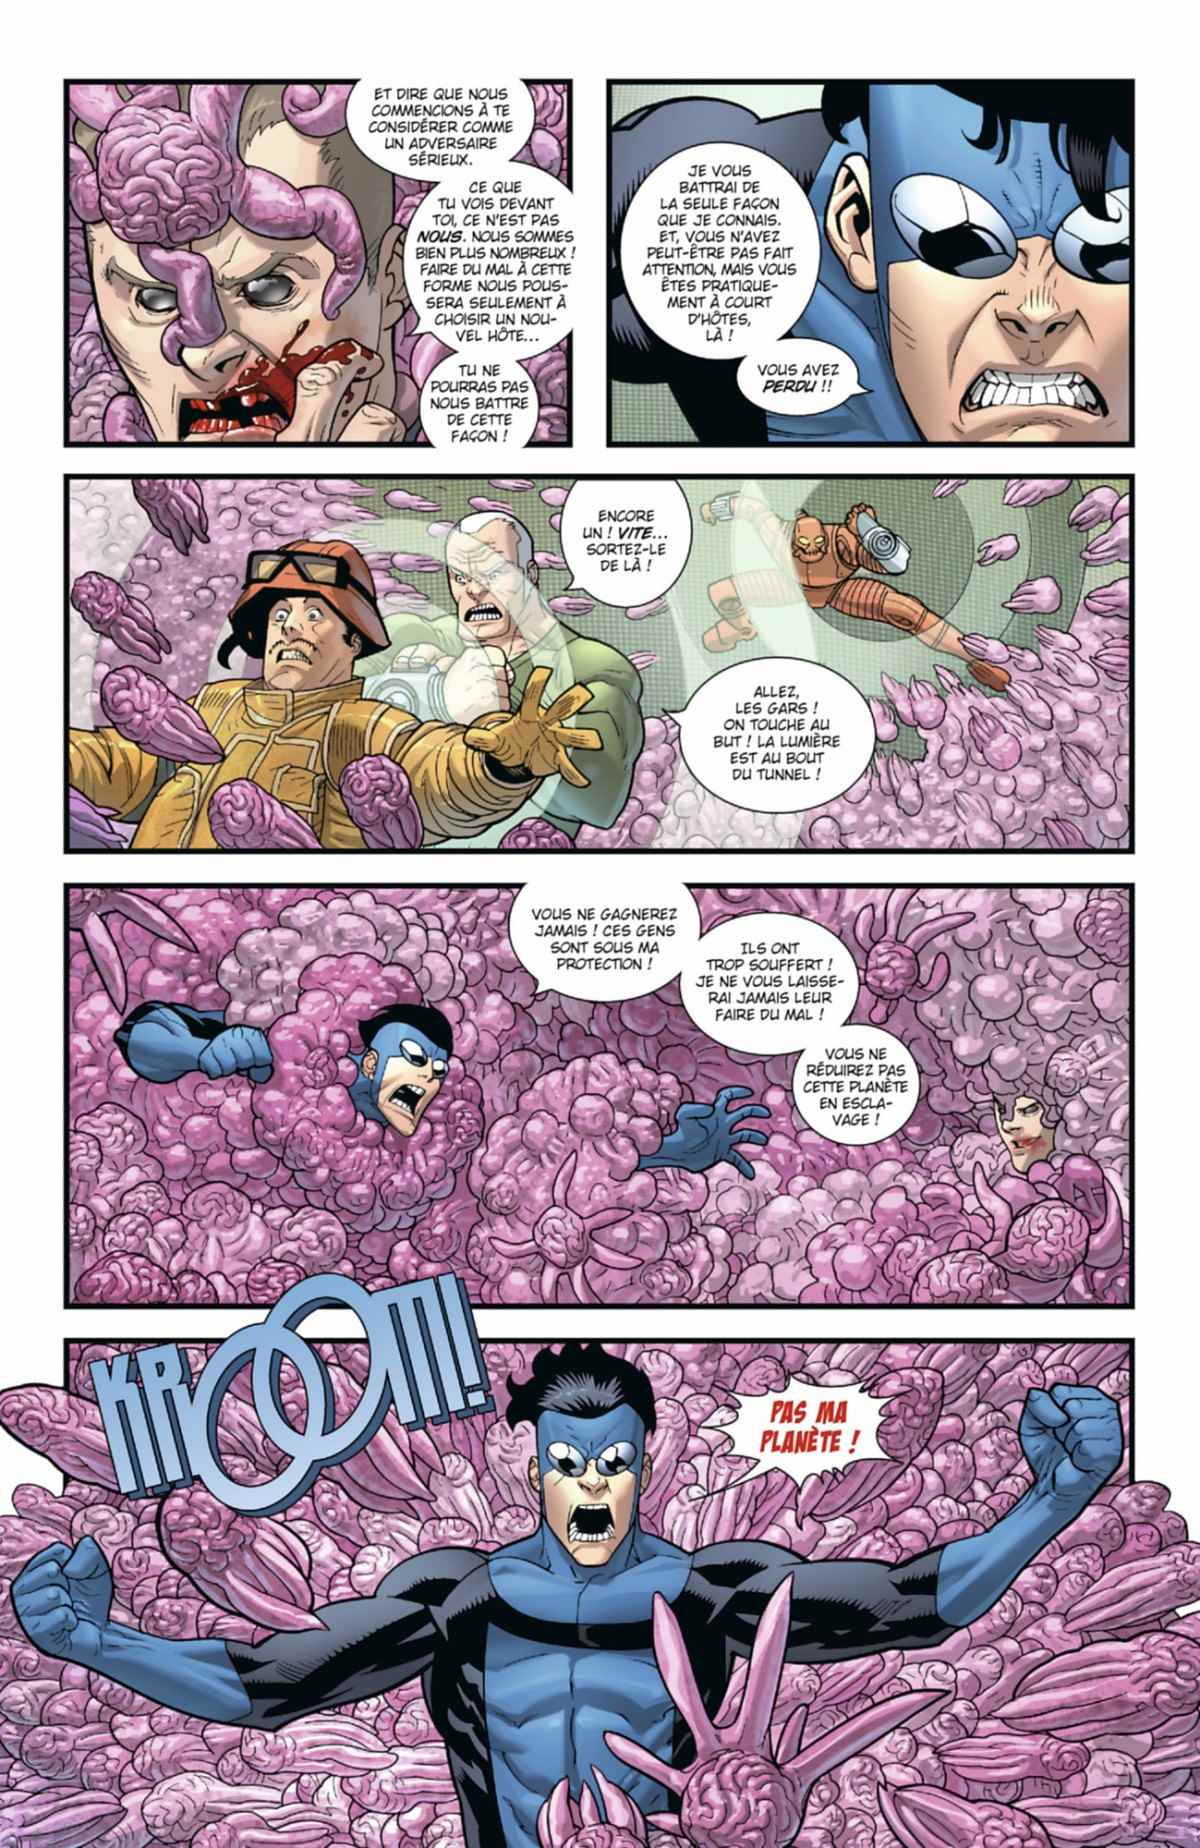 ET DIRE QUE NOUS
COMMENCIONS À TE
CONSIDÉRER COMME
UN ADVERSAIRE
SÉRIEUX.
CE QUE
TU VOIS DEVANT
TOI, CE N'EST PAS
NOUS. NOUS SOMMES
BIEN PLUS NOMBREUX !
FAIRE DU MAL À CETTE
FORME NOUS POUS-
SERA SEULEMENT À
CHOISIR UN NOU-
VEL HÔTE...
TU NE
POURRAS PAS
NOUS BATTRE
DE CETTE
FAÇON !
JE VOUS
BATTRAI DE
LA SEULE FAÇON
QUE JE CONNAIS.
ET, VOUS N'AVEZ
PEUT-ÊTRE PAS FAIT
ATTENTION, MAIS VOUS
ÊTES PRATIQUE-
MENT À COURT
D'HÔTES,
LÀ !
VOUS AVEZ
PERDU !!
ENCORE
UN ! VITE...
SORTEZ-LE
DE LÀ !
ALLEZ,
LES GARS !
ON TOUCHE AU
BUT ! LA LUMIÈRE
EST AU BOUT
DU TUNNEL !
VOUS NE GAGNEREZ
JAMAIS ! CES GENS
SONT SOUS MA
PROTECTION !
ILS ONT
TROP SOUFFERT !
JE NE VOUS LAISSE-
RAI JAMAIS LEUR
FAIRE DU MAL !
VOUS NE
RÉDUIREZ PAS
CETTE PLANÈTE
EN ESCLA-
VAGE !
KROOM!
PAS MA
PLANÈTE !